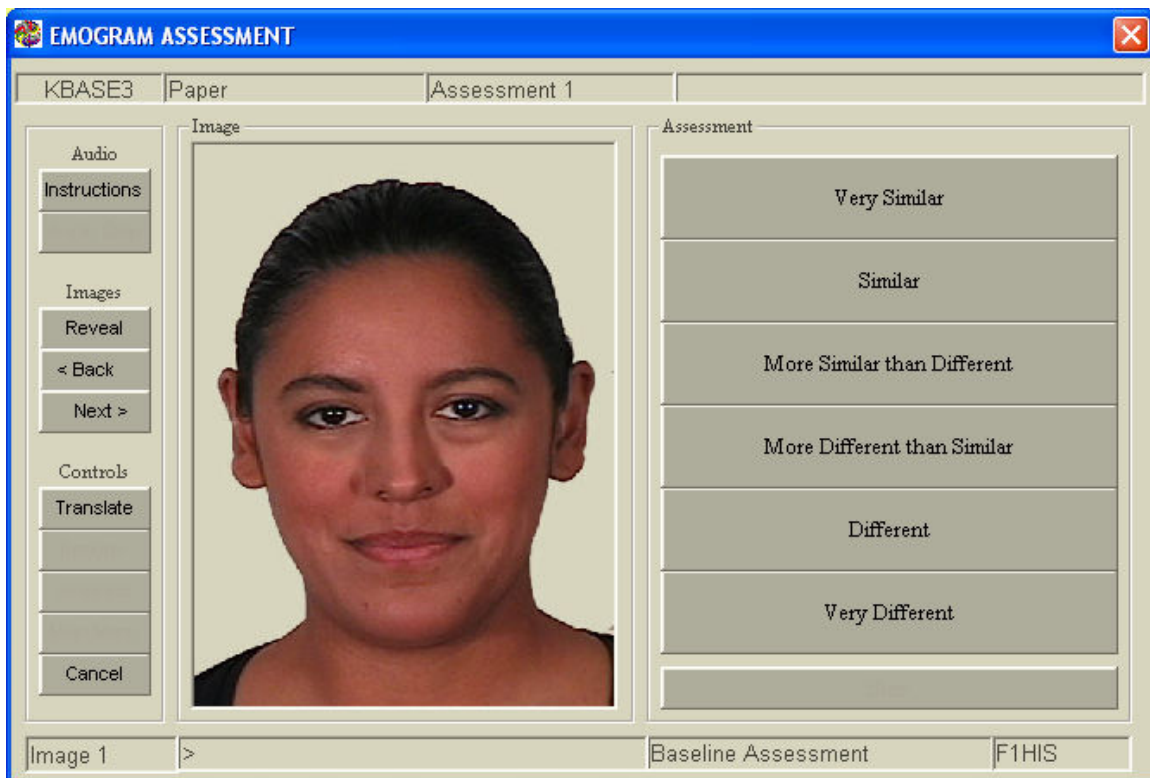 EMOGRAM ASSESSMENT
KBASE3 Paper Assessment 1
Audio
Instructions
Images
Reveal
< Back
Next >
Controls
Translate
Cancel
Image
Assessment
Very Similar
Similar
More Similar than Different
More Different than Similar
Different
Very Different
Image 1 > Baseline Assessment F1HIS